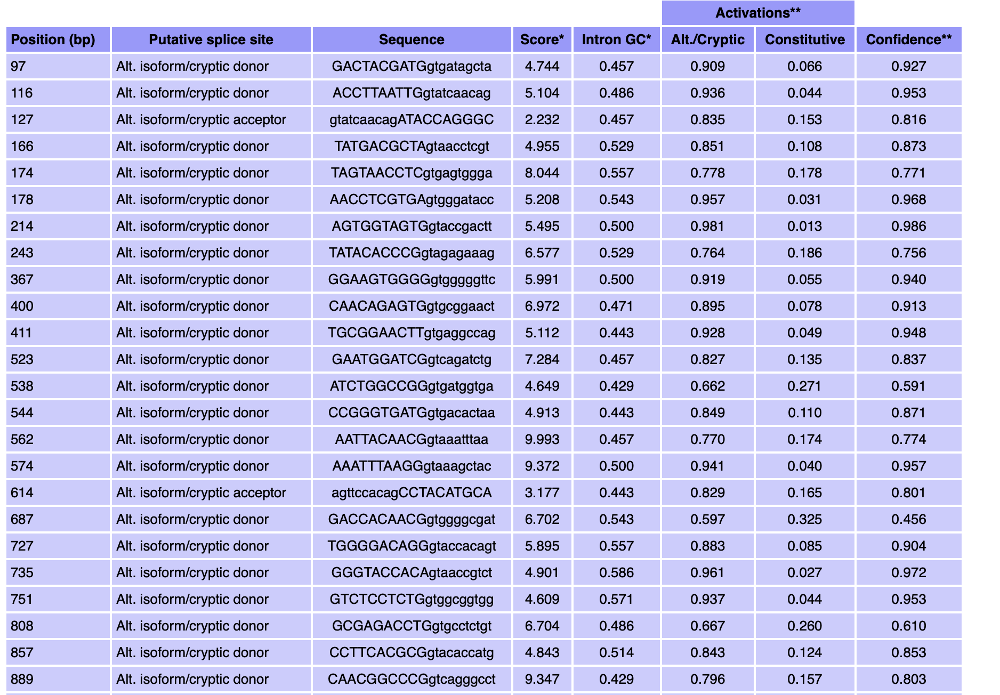 Activations**
Position (bp) Putative splice site Sequence Score* Intron GC* Alt./Cryptic Constitutive Confidence**
97 Alt. isoform/cryptic donor GACTACGATGgtgatagcta 4.744 0.457 0.909 0.066 0.927
116 Alt. isoform/cryptic donor ACCTTAATTGgtatcaacag 5.104 0.486 0.936 0.044 0.953
127 Alt. isoform/cryptic acceptor gtatcaacagATACCAGGGC 2.232 0.457 0.835 0.153 0.816
166 Alt. isoform/cryptic donor TATGACGCTAgtaacctcgt 4.955 0.529 0.851 0.108 0.873
174 Alt. isoform/cryptic donor TAGTAACCTCgtgagtggga 8.044 0.557 0.778 0.178 0.771
178 Alt. isoform/cryptic donor AACCTCGTGAgtgggatacc 5.208 0.543 0.957 0.031 0.968
214 Alt. isoform/cryptic donor AGTGGTAGTGgtaccgactt 5.495 0.500 0.981 0.013 0.986
243 Alt. isoform/cryptic donor TATACACCCGgtagagaaag 6.577 0.529 0.764 0.186 0.756
367 Alt. isoform/cryptic donor GGAAGTGGGGgtgggggttc 5.991 0.500 0.919 0.055 0.940
400 Alt. isoform/cryptic donor CAACAGAGTGgtgcggaact 6.972 0.471 0.895 0.078 0.913
411 Alt. isoform/cryptic donor TGCGGAACTTgtgaggccag 5.112 0.443 0.928 0.049 0.948
523 Alt. isoform/cryptic donor GAATGGATCGgtcagatctg 7.284 0.457 0.827 0.135 0.837
538 Alt. isoform/cryptic donor ATCTGGCCGGgtgatggtga 4.649 0.429 0.662 0.271 0.591
544 Alt. isoform/cryptic donor CCGGGTGATGgtgacactaa 4.913 0.443 0.849 0.110 0.871
562 Alt. isoform/cryptic donor AATTACAACGgtaaatttaa 9.993 0.457 0.770 0.174 0.774
574 Alt. isoform/cryptic donor AAATTTAAGGgtaaagctac 9.372 0.500 0.941 0.040 0.957
614 Alt. isoform/cryptic acceptor agttccacagCCTACATGCA 3.177 0.443 0.829 0.165 0.801
687 Alt. isoform/cryptic donor GACCACAACGgtggggcgat 6.702 0.543 0.597 0.325 0.456
727 Alt. isoform/cryptic donor TGGGGACAGGgtaccacagt 5.895 0.557 0.883 0.085 0.904
735 Alt. isoform/cryptic donor GGGTACCACAgtaaccgtct 4.901 0.586 0.961 0.027 0.972
751 Alt. isoform/cryptic donor GTCTCCTCTGgtggcggtgg 4.609 0.571 0.937 0.044 0.953
808 Alt. isoform/cryptic donor GCGAGACCTGgtgcctctgt 6.704 0.486 0.667 0.260 0.610
857 Alt. isoform/cryptic donor CCTTCACGCGgtacaccatg 4.843 0.514 0.843 0.124 0.853
889 Alt. isoform/cryptic donor CAACGGCCCGgtcagggcct 9.347 0.429 0.796 0.157 0.803